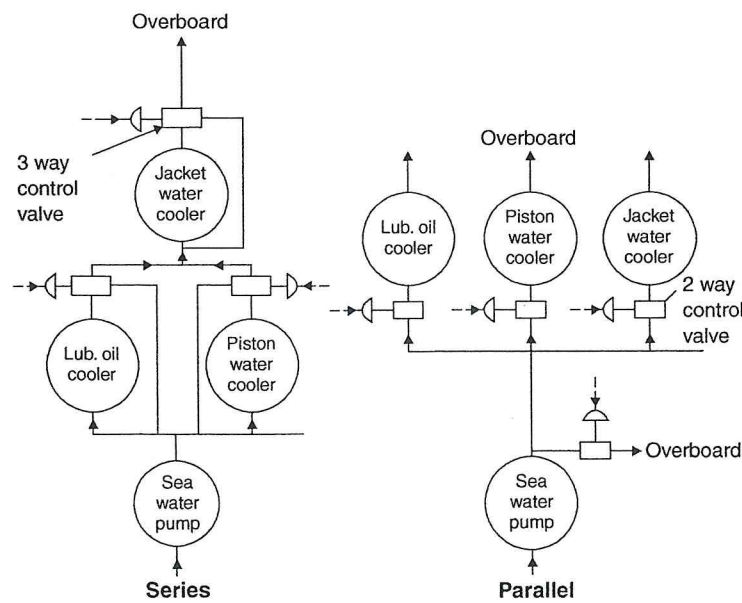 Overboard
3 way
control
valve
Jacket
water
cooler
Lub. oil
cooler
Piston
water
cooler
Sea
water
pump
Series
Overboard
Lub. oil
cooler
Piston
water
cooler
Jacket
water
cooler
2 way
control
valve
Overboard
Sea
water
pump
Parallel